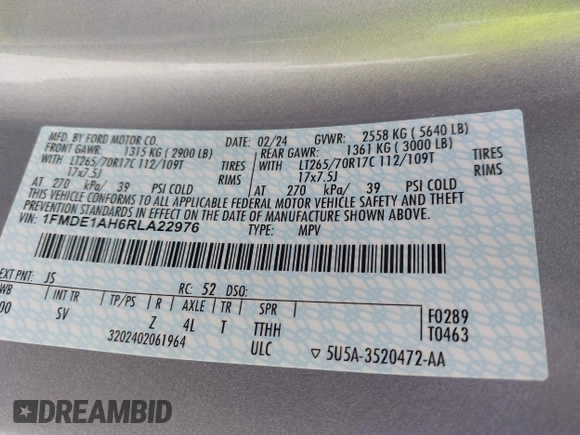 MFD. BY FORD MOTOR CO. DATE: 02/24 GVWR: 2558 KG ( 5640 LB)
FRONT GAWR: 1315 KG ( 2900 LB) REAR GAWR: 1361 KG ( 3000 LB)
WITH LT265/70R17C 112/109T TIRES WITH LT265/70R17C 112/109T TIRES
17x7.5J RIMS 17x7.5J RIMS
AT 270 kPa/ 39 PSI COLD AT 270 kPa/ 39 PSI COLD
THIS VEHICLE CONFORMS TO ALL APPLICABLE FEDERAL MOTOR VEHICLE SAFETY AND THEFT
PREVENTION STANDARDS IN EFFECT ON THE DATE OF MANUFACTURE SHOWN ABOVE.
VIN: 1FMDE1AH6RLA22976 TYPE: MPV
EXT PNT: JS RC: 52 DSO:
WB INT TR TP/PS R AXLE TR SPR F0289
00 SV Z 4L T TTHH T0463
3202402061964 ULC ▽ 5U5A-3520472-AA
DREAMBID